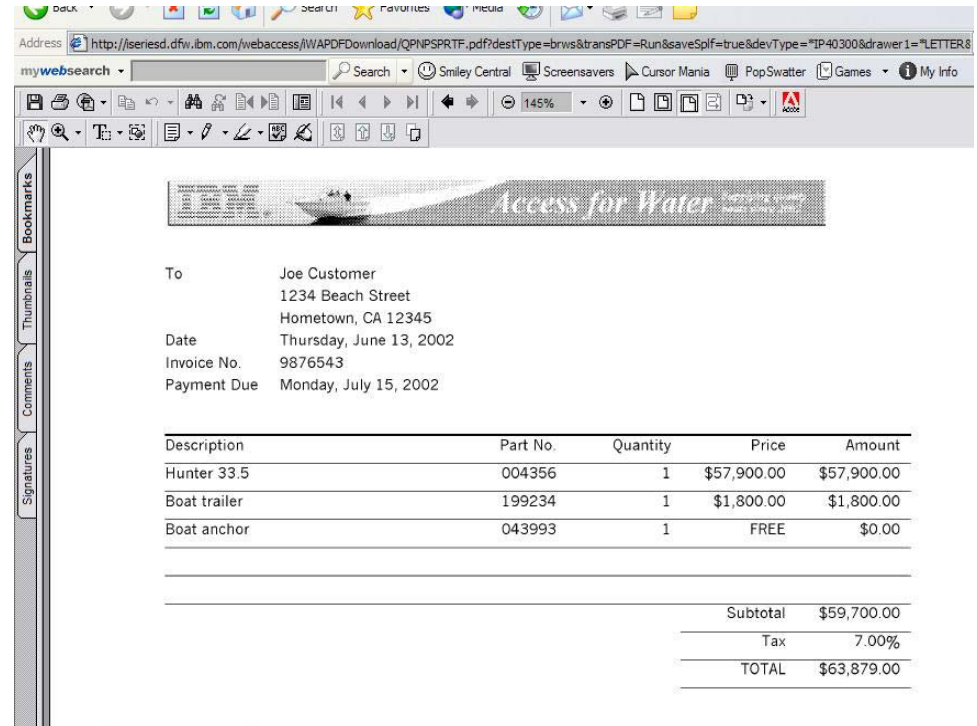 Back Search Favorites Media
Address http://iseriesd.dfw.ibm.com/webaccess/iWAPDFDownload/QPNPSPRTF.pdf?destType=brws&transPDF=Run&saveSplf=true&devType=*IP40300&drawer1=*LETTER&
mywebsearch Search Smiley Central Screensavers Cursor Mania PopSwatter Games My Info
145% Adobe
Bookmarks
Thumbnails
Comments
Signatures
IBM. Access for Water
To Joe Customer
1234 Beach Street
Hometown, CA 12345
Date Thursday, June 13, 2002
Invoice No. 9876543
Payment Due Monday, July 15, 2002
Description Part No. Quantity Price Amount
Hunter 33.5 004356 1 $57,900.00 $57,900.00
Boat trailer 199234 1 $1,800.00 $1,800.00
Boat anchor 043993 1 FREE $0.00
Subtotal $59,700.00
Tax 7.00%
TOTAL $63,879.00